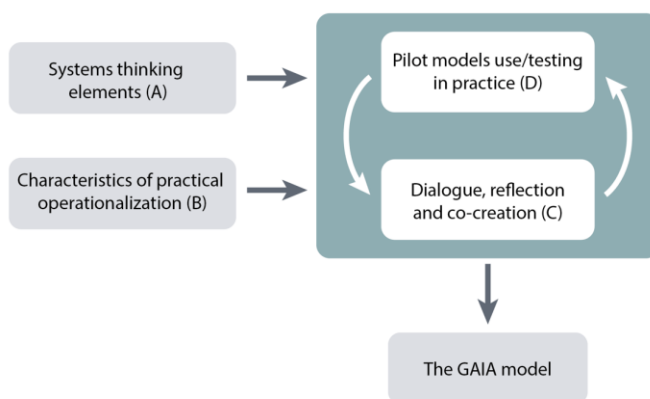 Systems thinking
elements (A)
Pilot models use/testing
in practice (D)
Characteristics of practical
operationalization (B)
Dialogue, reflection
and co-creation (C)
The GAIA model